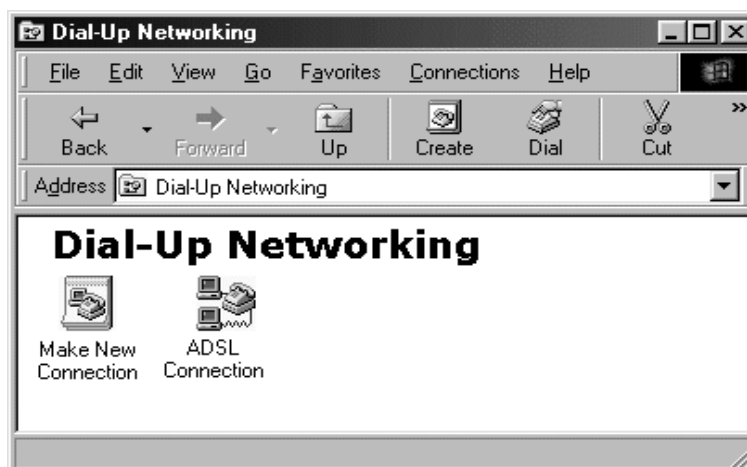 Dial-Up Networking
File Edit View Go Favorites Connections Help
Back Forward Up Create Dial Cut »
Address Dial-Up Networking
Dial-Up Networking
Make New Connection
ADSL Connection